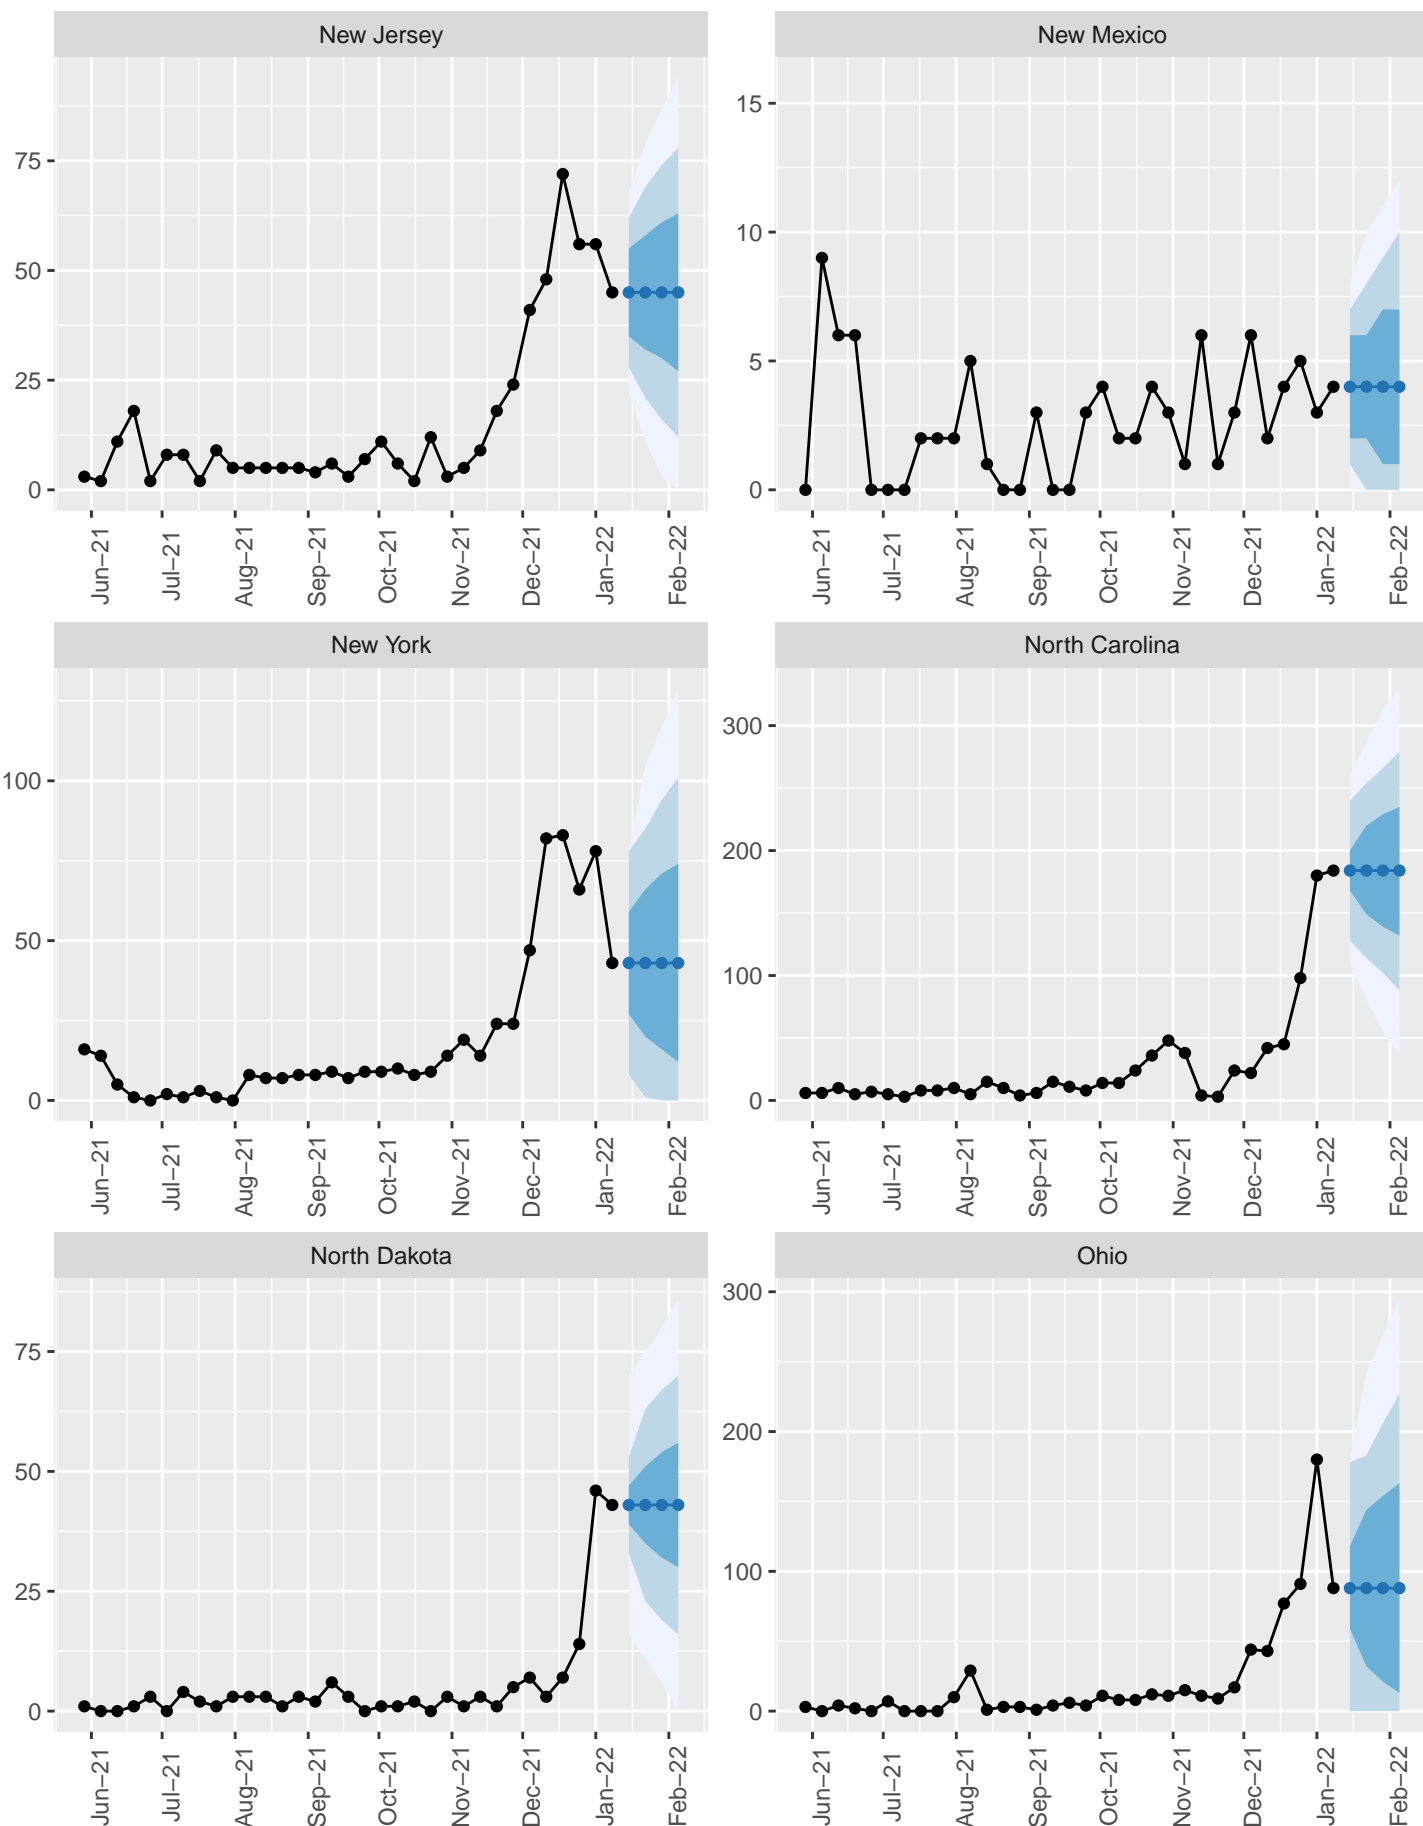 New Jersey
New Mexico
75
50
25
0
15
10
5
0
Jun−21
Jul−21
Aug−21
Sep−21
Oct−21
Nov−21
Dec−21
Jan−22
Feb−22
Jun−21
Jul−21
Aug−21
Sep−21
Oct−21
Nov−21
Dec−21
Jan−22
Feb−22
New York
North Carolina
100
50
0
300
200
100
0
Jun−21
Jul−21
Aug−21
Sep−21
Oct−21
Nov−21
Dec−21
Jan−22
Feb−22
Jun−21
Jul−21
Aug−21
Sep−21
Oct−21
Nov−21
Dec−21
Jan−22
Feb−22
North Dakota
Ohio
75
50
25
0
300
200
100
0
Jun−21
Jul−21
Aug−21
Sep−21
Oct−21
Nov−21
Dec−21
Jan−22
Feb−22
Jun−21
Jul−21
Aug−21
Sep−21
Oct−21
Nov−21
Dec−21
Jan−22
Feb−22